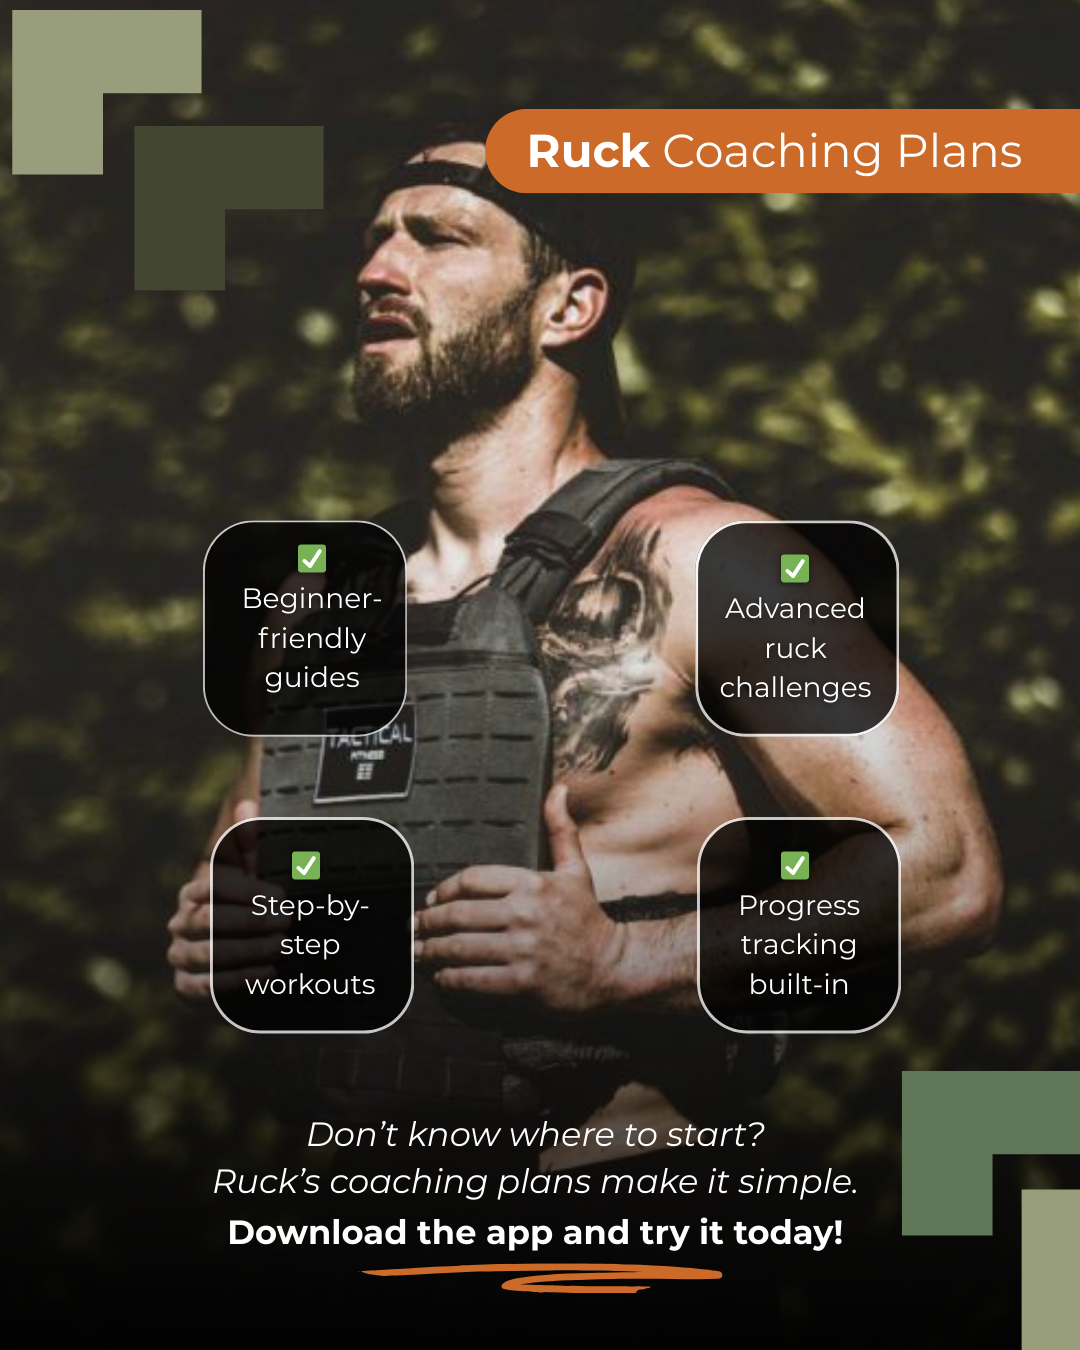 Ruck Coaching Plans
✅
Beginner-
friendly
guides
✅
Advanced
ruck
challenges
TACTICAL
FITNESS
✅
Step-by-
step
workouts
✅
Progress
tracking
built-in
Don’t know where to start?
Ruck’s coaching plans make it simple.
Download the app and try it today!